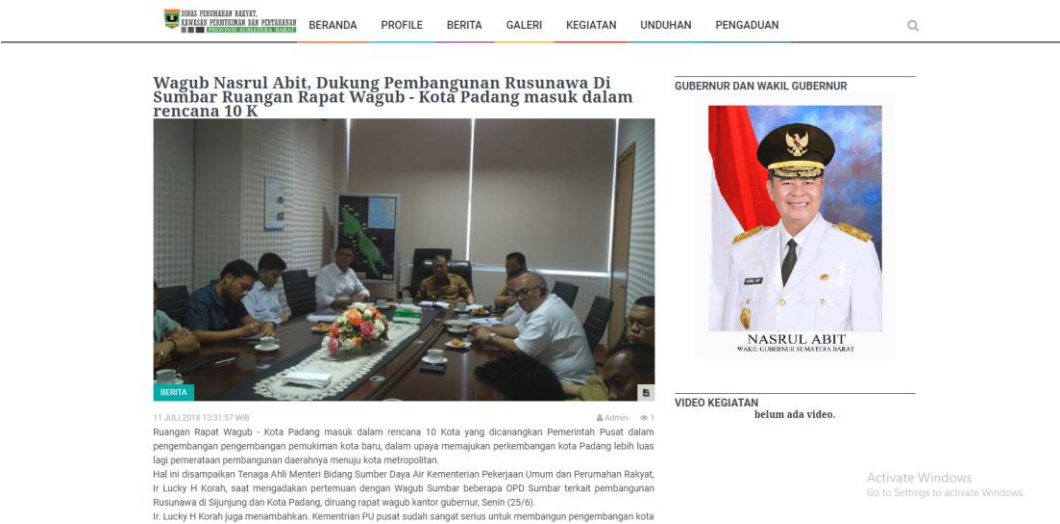 DINAS PERUMAHAN RAKYAT,
KAWASAN PERMUKIMAN DAN PERTANAHAN
PROVINSI SUMATERA BARAT
BERANDA PROFILE BERITA GALERI KEGIATAN UNDUHAN PENGADUAN
Wagub Nasrul Abit, Dukung Pembangunan Rusunawa Di
Sumbar Ruangan Rapat Wagub - Kota Padang masuk dalam
rencana 10 K
BERITA
11 JULI 2018 13:31:57 WIB
Admin 1
Ruangan Rapat Wagub - Kota Padang masuk dalam rencana 10 Kota yang dicanangkan Pemerintah Pusat dalam
pengembangan pengembangan pemukiman kota baru, dalam upaya memajukan perkembangan kota Padang lebih luas
lagi pemerataan pembangunan daerahnya menuju kota metropolitan.
Hal ini disampaikan Tenaga Ahli Menteri Bidang Sumber Daya Air Kementerian Pekerjaan Umum dan Perumahan Rakyat,
Ir Lucky H Korah, saat mengadakan pertemuan dengan Wagub Sumbar beberapa OPD Sumbar terkait pembangunan
Rusunawa di Sijunjung dan Kota Padang, diruang rapat wagub kantor gubernur, Senin (25/6).
Ir. Lucky H Korah juga menambahkan. Kementrian PU pusat sudah sangat serius untuk membangun pengembangan kota
GUBERNUR DAN WAKIL GUBERNUR
NASRUL ABIT
WAKIL GUBERNUR SUMATERA BARAT
VIDEO KEGIATAN
belum ada video.
Activate Windows
Go to Settings to activate Windows.